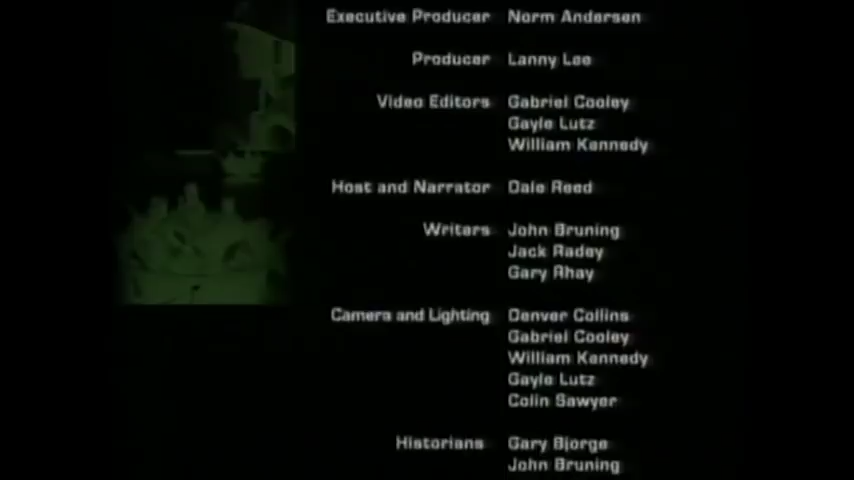 Executive Producer Norm Andersen
Producer Lanny Lee
Video Editors Gabriel Cooley
Gayle Lutz
William Kennedy
Host and Narrator Dale Reed
Writers John Bruning
Jack Radey
Gary Rhay
Camera and Lighting Denver Collins
Gabriel Cooley
William Kennedy
Gayle Lutz
Colin Sawyer
Historians Gary Bjorge
John Bruning